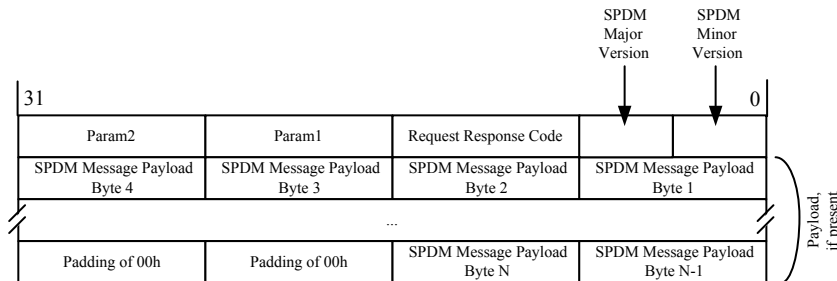 SPDM
Major
Version
SPDM
Minor
Version
31
0
Param2
Param1
Request Response Code
SPDM Message Payload
Byte 4
SPDM Message Payload
Byte 3
SPDM Message Payload
Byte 2
SPDM Message Payload
Byte 1
...
Padding of 00h
Padding of 00h
SPDM Message Payload
Byte N
SPDM Message Payload
Byte N-1
Payload,
if present